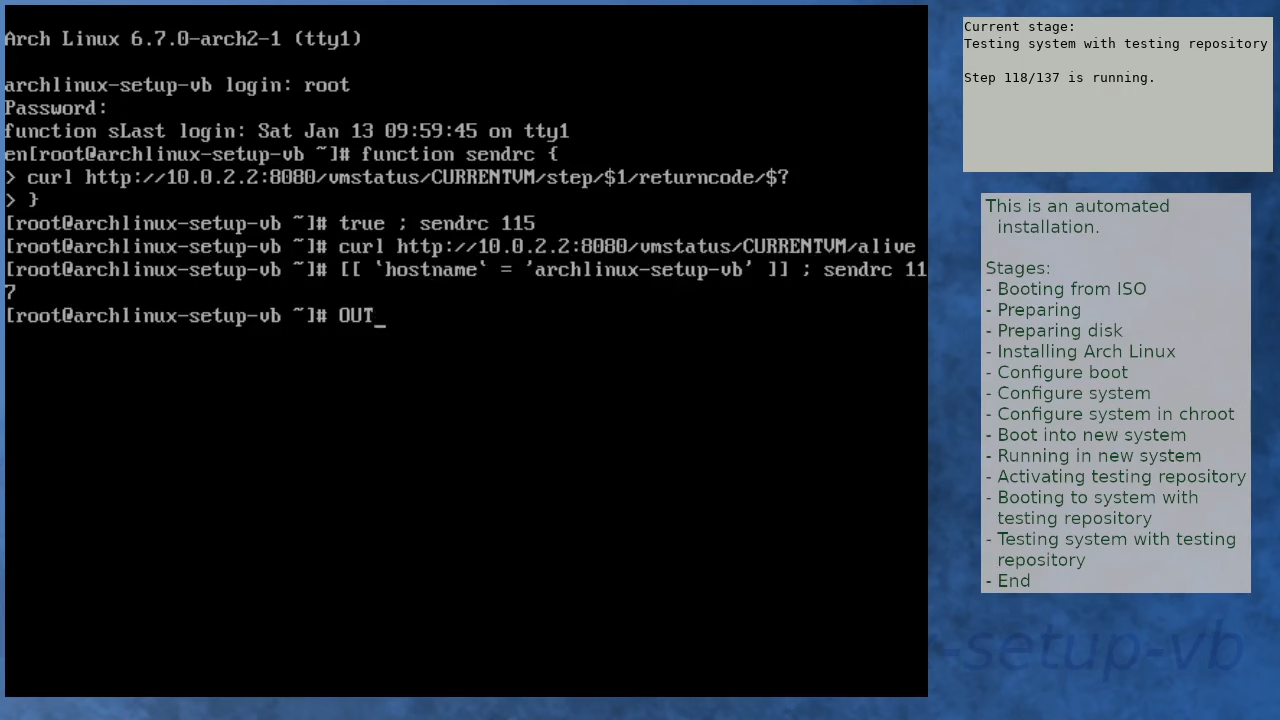 Arch Linux 6.7.0-arch2-1 (tty1)
archlinux-setup-vb login: root
Password:
function sLast login: Sat Jan 13 09:59:45 on tty1
en[root@archlinux-setup-vb ~]# function sendrc {
> curl http://10.0.2.2:8080/vmstatus/CURRENTVM/step/$1/returncode/$?
> }
[root@archlinux-setup-vb ~]# true ; sendrc 115
[root@archlinux-setup-vb ~]# curl http://10.0.2.2:8080/vmstatus/CURRENTVM/alive
[root@archlinux-setup-vb ~]# [[ `hostname` = 'archlinux-setup-vb' ]] ; sendrc 11
7
[root@archlinux-setup-vb ~]# OUT_
Current stage:
Testing system with testing repository
Step 118/137 is running.
This is an automated
installation.
Stages:
- Booting from ISO
- Preparing
- Preparing disk
- Installing Arch Linux
- Configure boot
- Configure system
- Configure system in chroot
- Boot into new system
- Running in new system
- Activating testing repository
- Booting to system with
testing repository
- Testing system with testing
repository
- End
-setup-vb